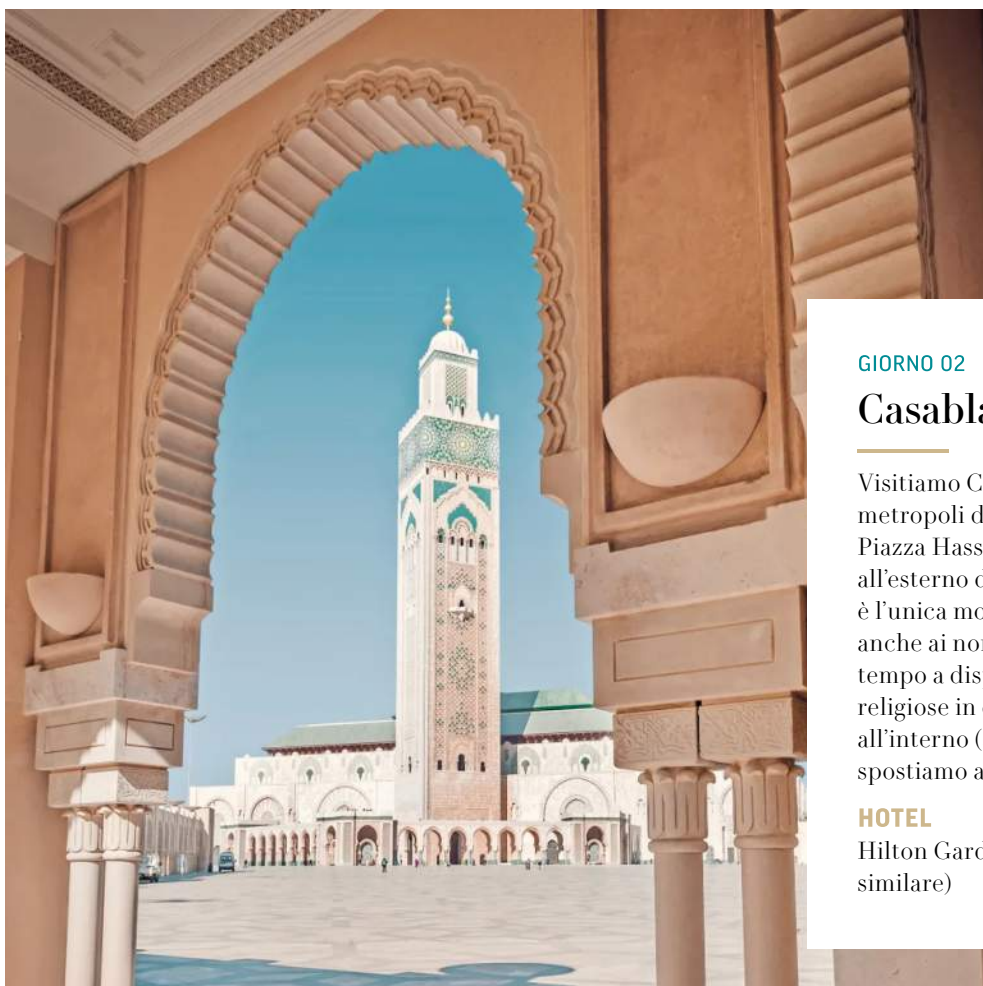 GIORNO 02
Casabla
Visitiamo C
metropoli d
Piazza Hass
all'esterno d
è l'unica mo
anche ai no
tempo a dis
religiose in
all'interno (
spostiamo a
HOTEL
Hilton Gard
similare)